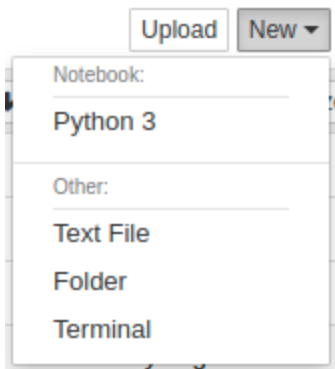 Upload New
Notebook:
Python 3
Other:
Text File
Folder
Terminal